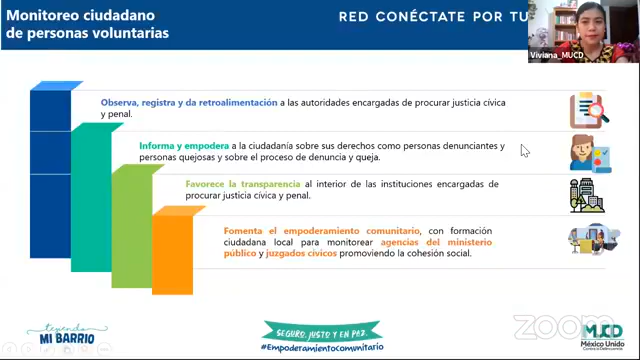 Monitoreo ciudadano
de personas voluntarias
RED CONÉCTATE POR TU
Viviana_MUCD
Observa, registra y da retroalimentación a las autoridades encargadas de procurar justicia cívica
y penal.
Informa y empodera a la ciudadanía sobre sus derechos como personas denunciantes y
personas quejosas y sobre el proceso de denuncia y queja.
Favorece la transparencia al interior de las instituciones encargadas de
procurar justicia cívica y penal.
Fomenta el empoderamiento comunitario, con formación
ciudadana local para monitorear agencias del ministerio
público y juzgados cívicos promoviendo la cohesión social.
tejiendo
MI BARRIO
SEGURO, JUSTO Y EN PAZ.
#Empoderamientocomunitario
zoom
MUCD
México Unido
Contra la Delincuencia